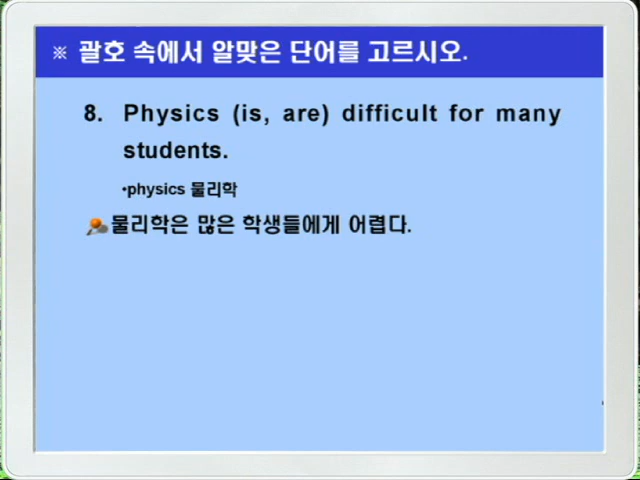 ※ 괄호 속에서 알맞은 단어를 고르시오.
8. Physics (is, are) difficult for many
students.
•physics 물리학
물리학은 많은 학생들에게 어렵다.